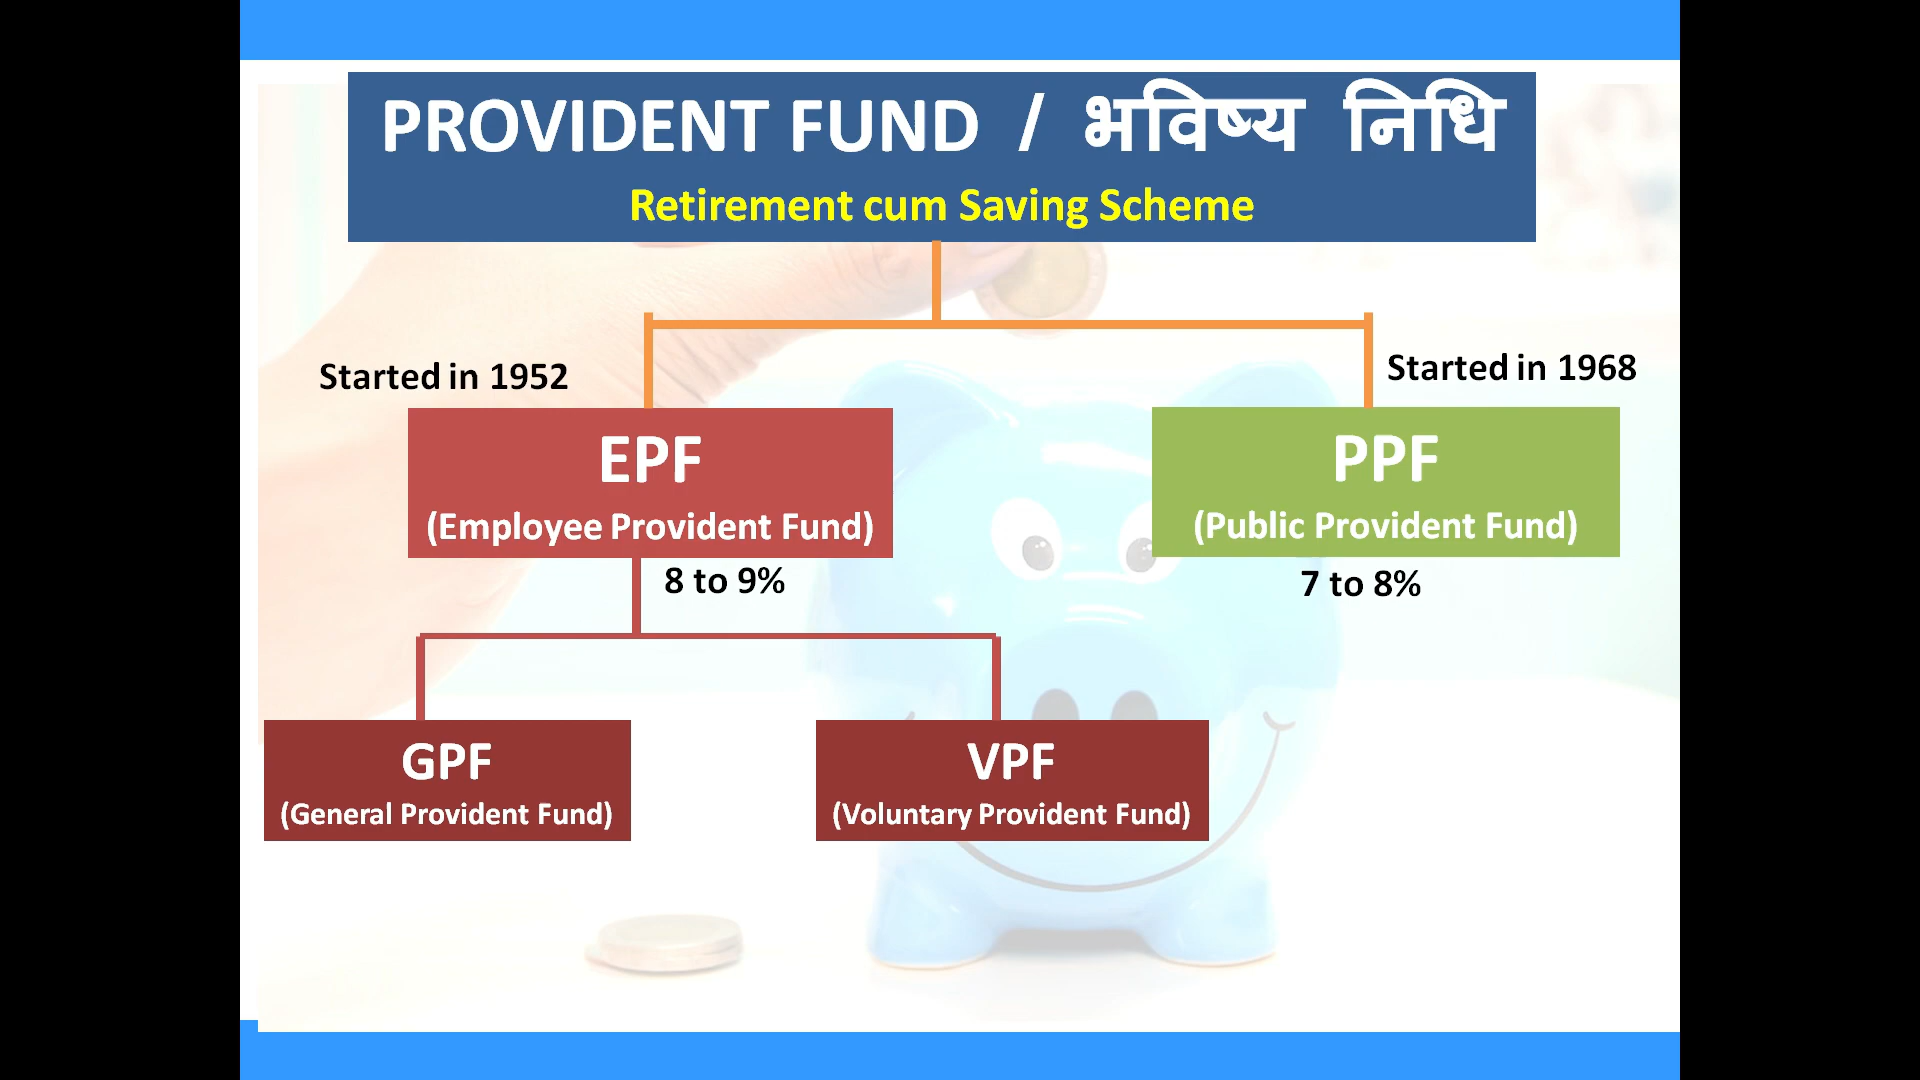 PROVIDENT FUND / भविष्य निधि
Retirement cum Saving Scheme
Started in 1952
Started in 1968
EPF
(Employee Provident Fund)
PPF
(Public Provident Fund)
8 to 9%
7 to 8%
GPF
(General Provident Fund)
VPF
(Voluntary Provident Fund)